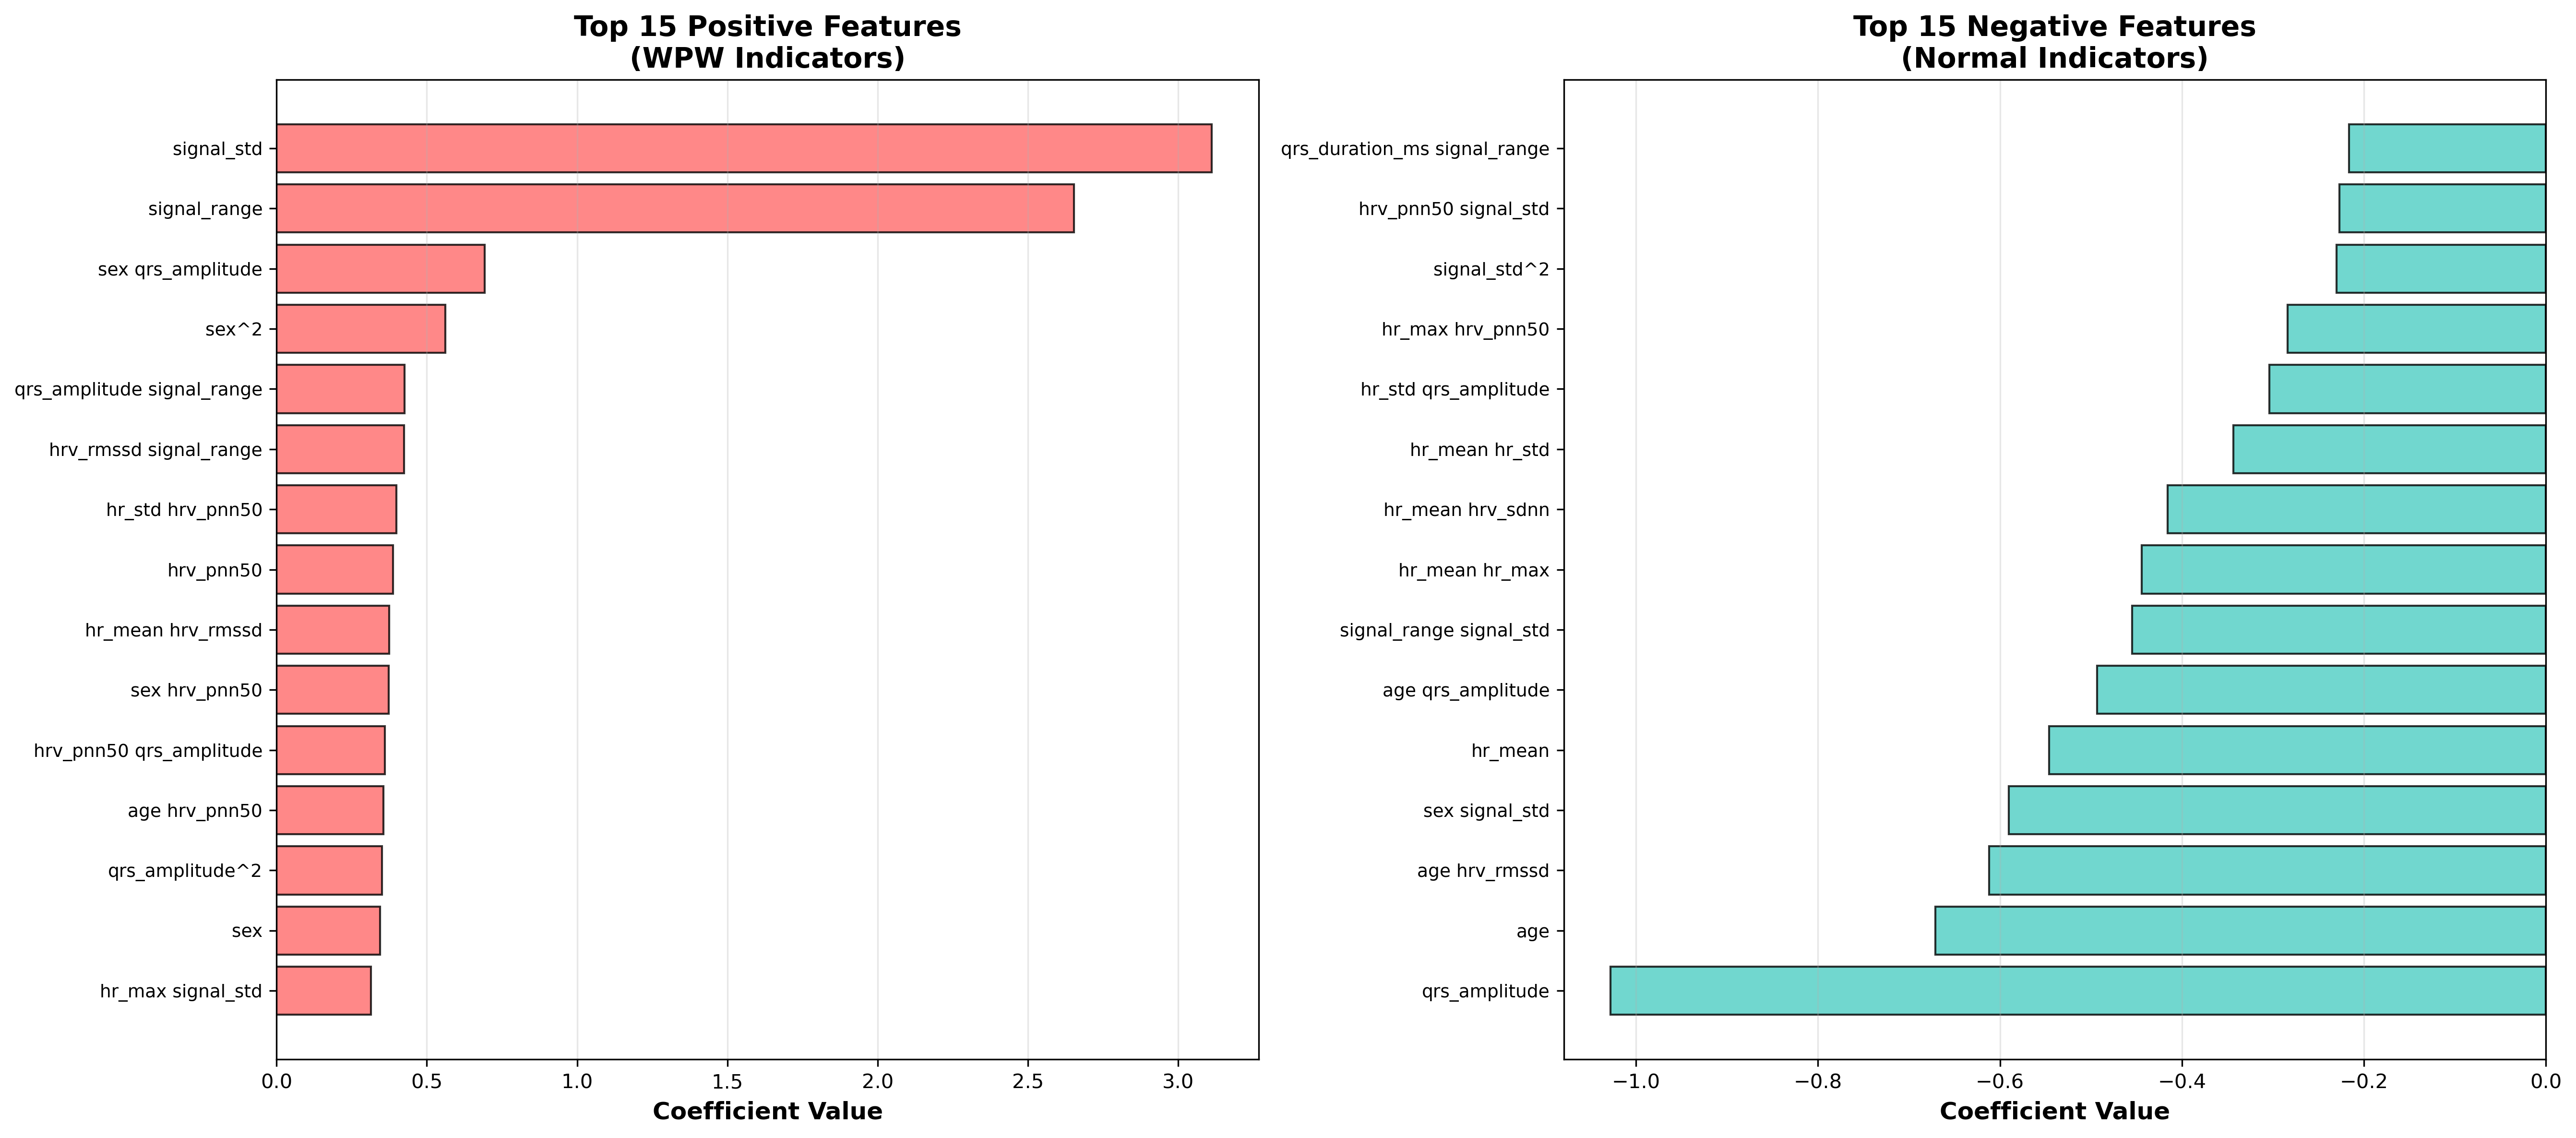 Top 15 Positive Features
(WPW Indicators)
signal_std
signal_range
sex qrs_amplitude
sex^2
qrs_amplitude signal_range
hrv_rmssd signal_range
hr_std hrv_pnn50
hrv_pnn50
hr_mean hrv_rmssd
sex hrv_pnn50
hrv_pnn50 qrs_amplitude
age hrv_pnn50
qrs_amplitude^2
sex
hr_max signal_std
0.0 0.5 1.0 1.5 2.0 2.5 3.0
Coefficient Value
Top 15 Negative Features
(Normal Indicators)
qrs_duration_ms signal_range
hrv_pnn50 signal_std
signal_std^2
hr_max hrv_pnn50
hr_std qrs_amplitude
hr_mean hr_std
hr_mean hrv_sdnn
hr_mean hr_max
signal_range signal_std
age qrs_amplitude
hr_mean
sex signal_std
age hrv_rmssd
age
qrs_amplitude
−1.0 −0.8 −0.6 −0.4 −0.2 0.0
Coefficient Value